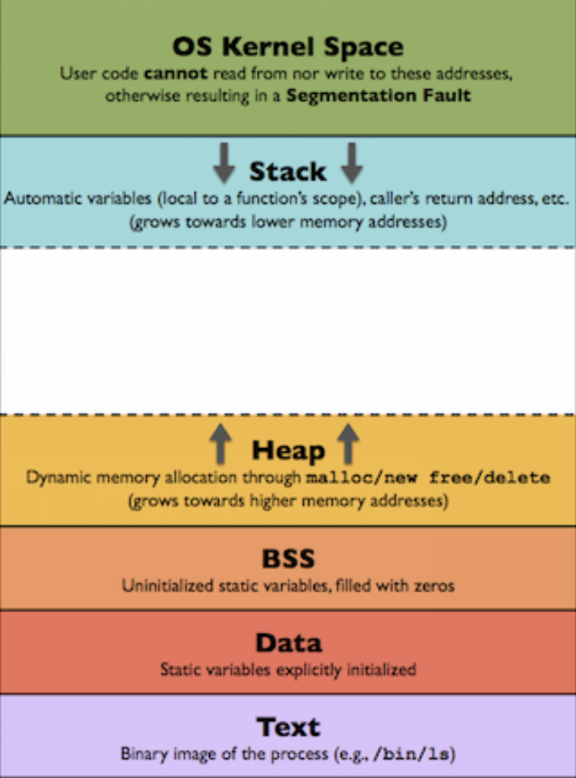 OS Kernel Space
User code cannot read from nor write to these addresses,
otherwise resulting in a Segmentation Fault
Stack
Automatic variables (local to a function's scope), caller's return address, etc.
(grows towards lower memory addresses)
Heap
Dynamic memory allocation through malloc/new free/delete
(grows towards higher memory addresses)
BSS
Uninitialized static variables, filled with zeros
Data
Static variables explicitly initialized
Text
Binary image of the process (e.g., /bin/ls)